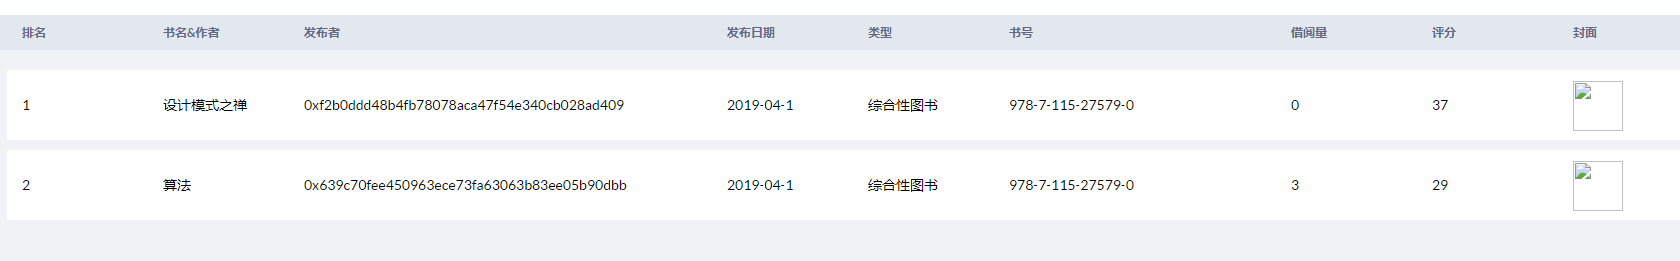 排名 书名&作者 发布者 发布日期 类型 书号 借阅量 评分 封面
1 设计模式之禅 0xf2b0ddd48b4fb78078aca47f54e340cb028ad409 2019-04-1 综合性图书 978-7-115-27579-0 0 37
2 算法 0x639c70fee450963ece73fa63063b83ee05b90dbb 2019-04-1 综合性图书 978-7-115-27579-0 3 29